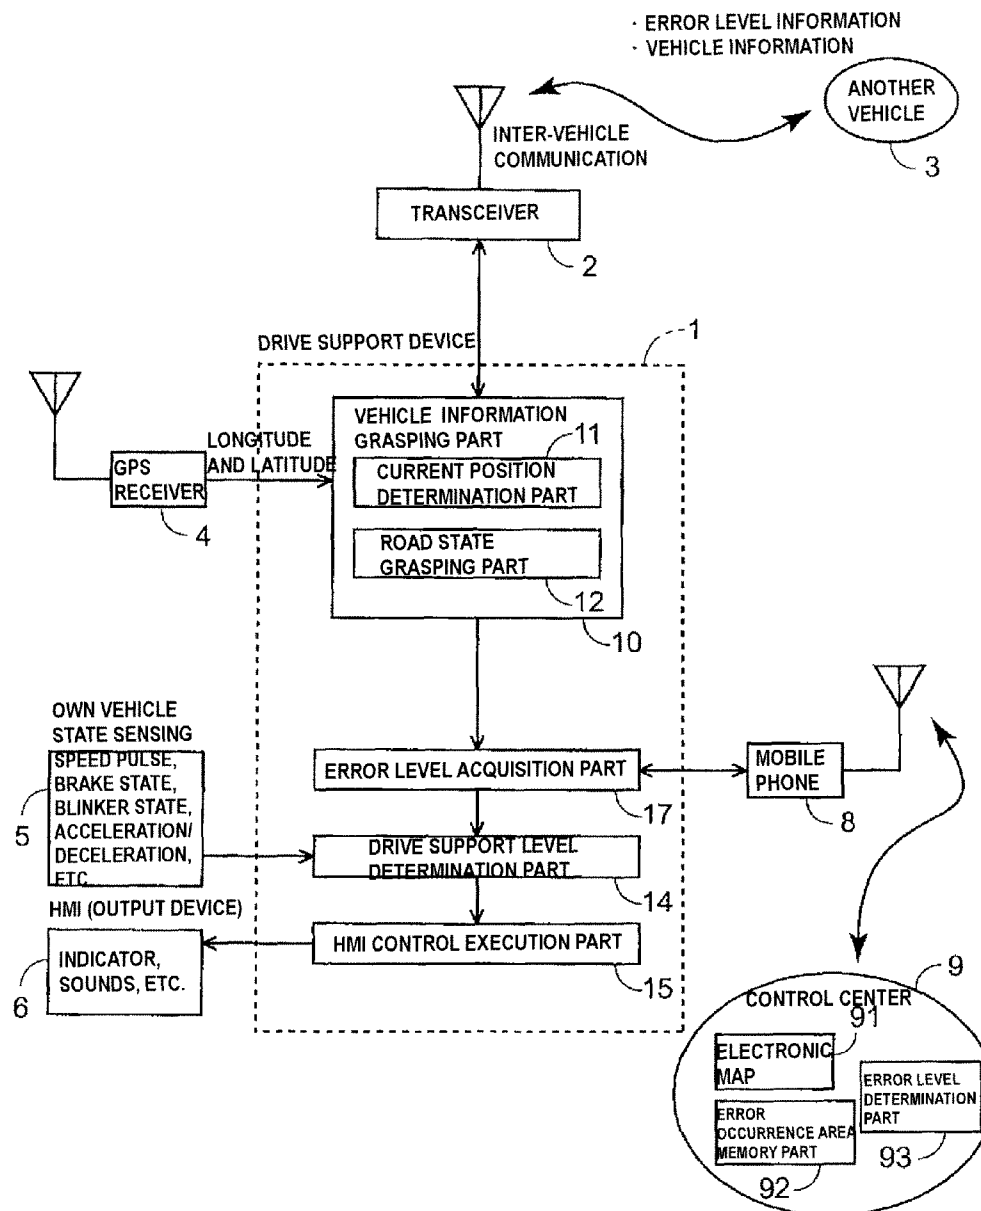 · ERROR LEVEL INFORMATION
· VEHICLE INFORMATION
ANOTHER
VEHICLE
3
INTER-VEHICLE
COMMUNICATION
TRANSCEIVER
2
DRIVE SUPPORT DEVICE
1
VEHICLE INFORMATION
GRASPING PART
11
CURRENT POSITION
DETERMINATION PART
LONGITUDE
AND LATITUDE
GPS
RECEIVER
4
ROAD STATE
GRASPING PART
12
10
OWN VEHICLE
STATE SENSING
SPEED PULSE,
BRAKE STATE,
BLINKER STATE,
ACCELERATION/
DECELERATION,
ETC
5
ERROR LEVEL ACQUISITION PART
17
MOBILE
PHONE
8
DRIVE SUPPORT LEVEL
DETERMINATION PART
14
HMI (OUTPUT DEVICE)
INDICATOR,
SOUNDS, ETC.
6
HMI CONTROL EXECUTION PART
15
9
CONTROL CENTER
91
ELECTRONIC
MAP
ERROR LEVEL
DETERMINATION
PART
93
ERROR
OCCURRENCE AREA
MEMORY PART
92